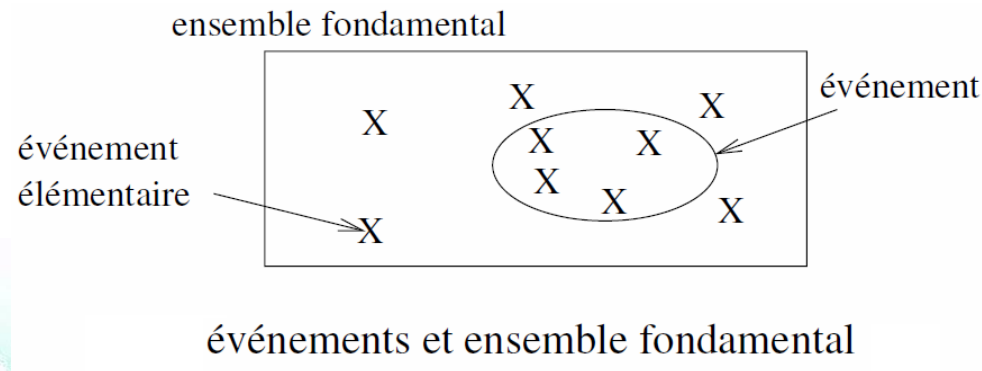 ensemble fondamental
événement
X
X
X
X
X
événement
élémentaire
X
X
X
X
événements et ensemble fondamental